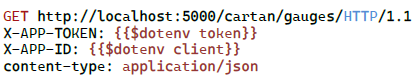 GET http://localhost:5000/cartan/gauges/HTTP/1.1
X-APP-TOKEN: {{$dotenv token}}
X-APP-ID: {{$dotenv client}}
content-type: application/json